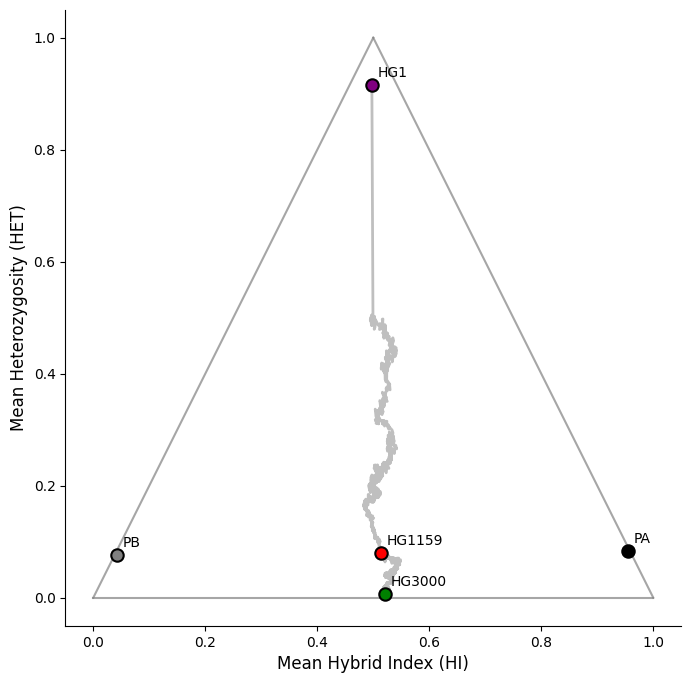 1.0
0.8
0.6
0.4
0.2
0.0
Mean Heterozygosity (HET)
HG1
PB
HG1159
PA
HG3000
0.0 0.2 0.4 0.6 0.8 1.0
Mean Hybrid Index (HI)